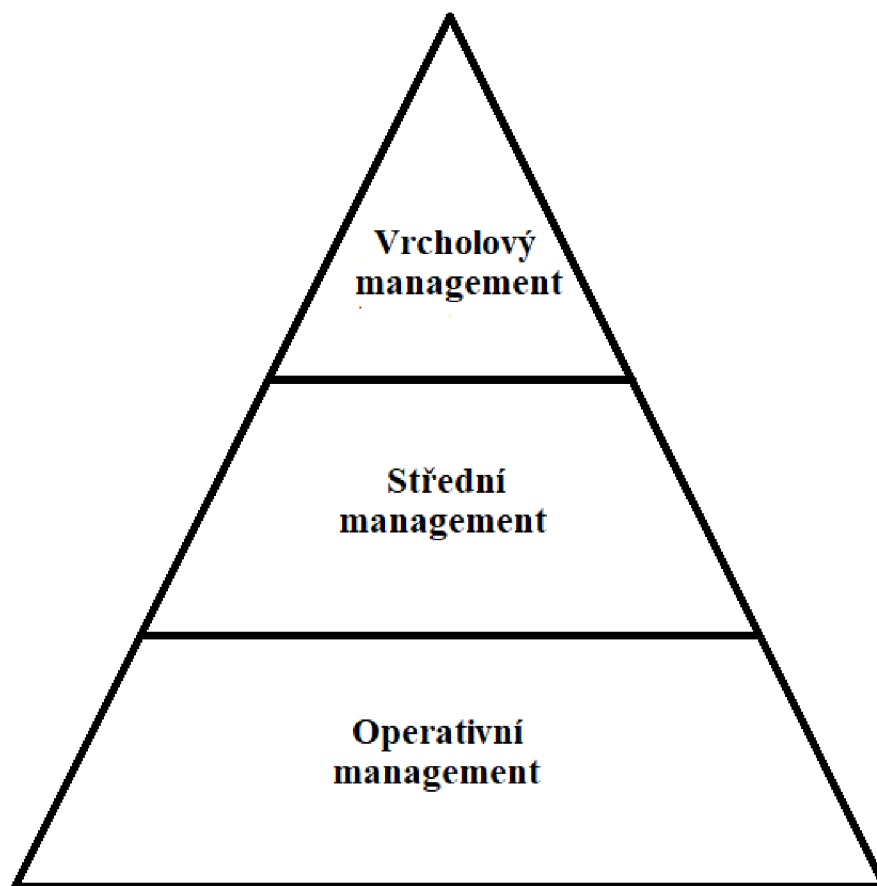 Vrcholový
management
Střední
management
Operativní
management